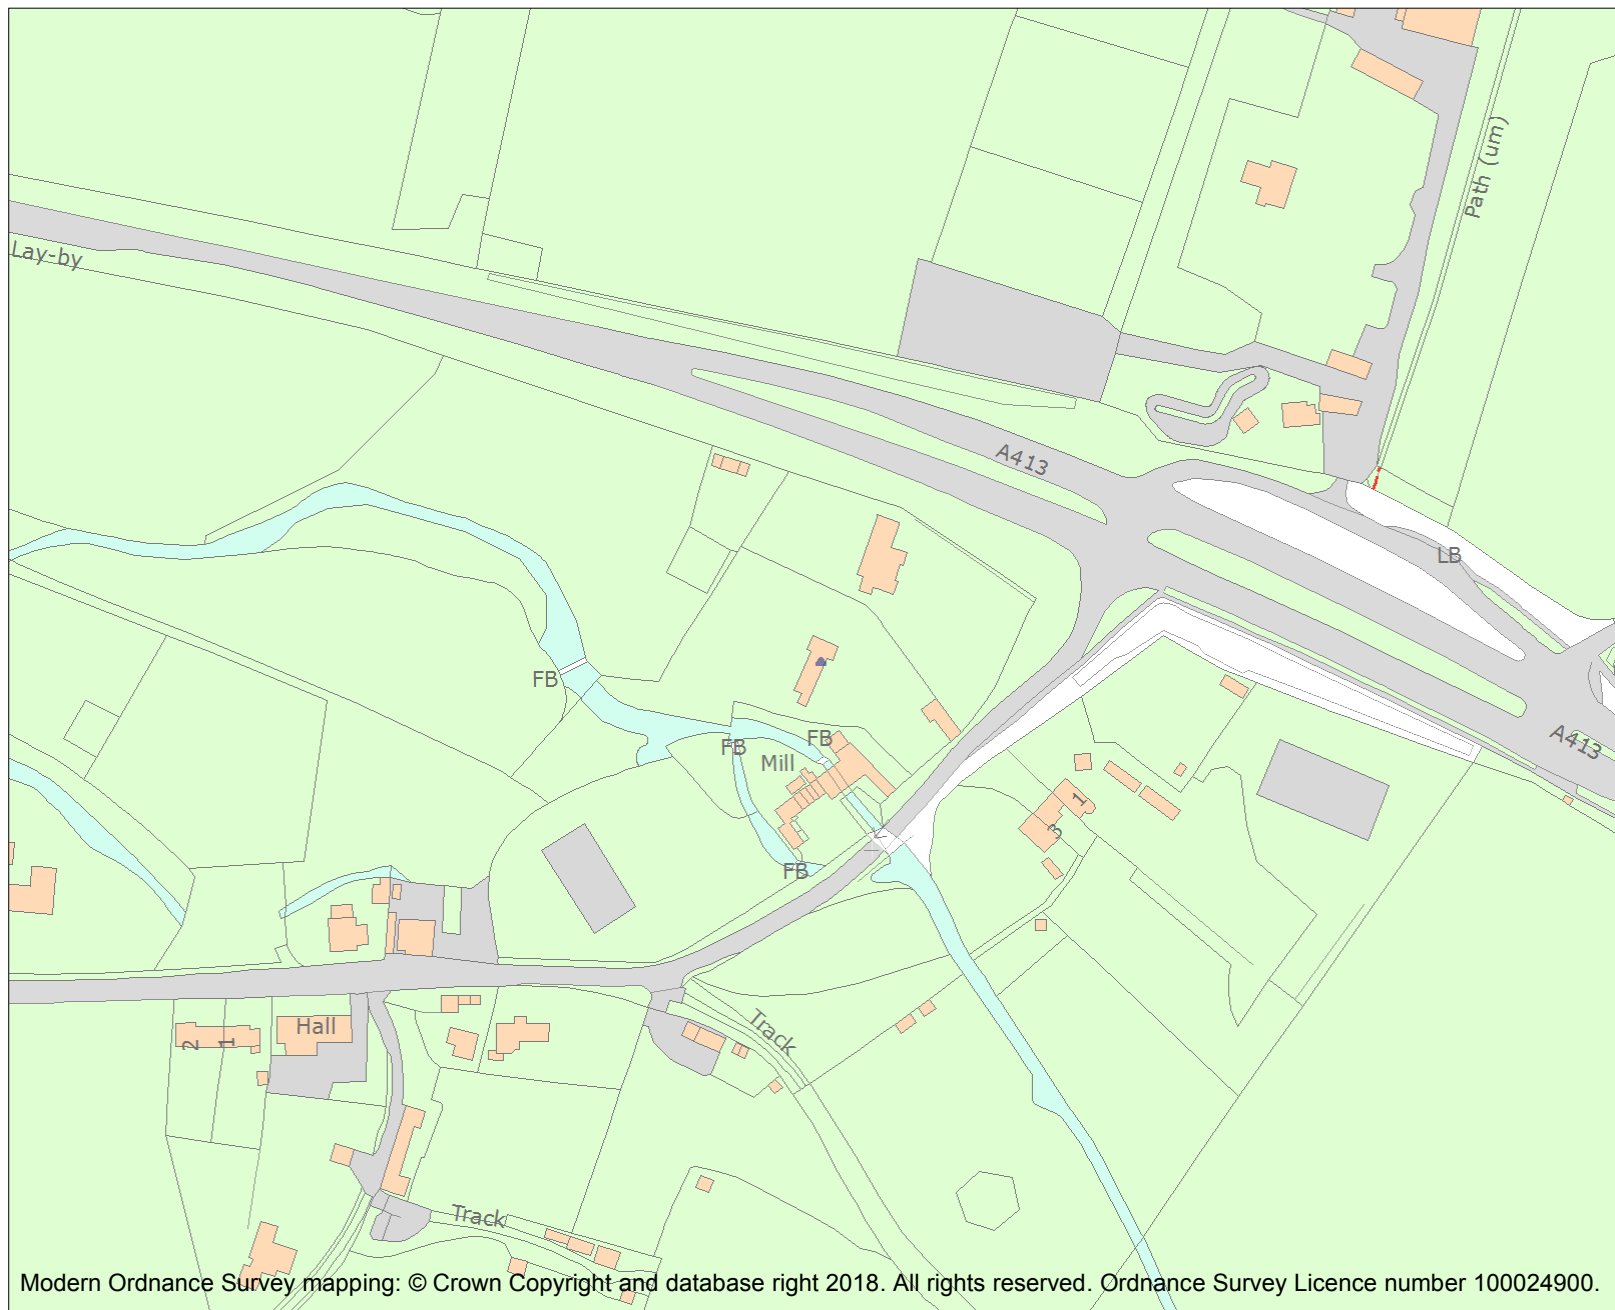 Path (um)
Lay-by
A413
LB
FB
A413
FB
FB
Mill
1
3
FB
Hall
2
1
Track
Track
Modern Ordnance Survey mapping: © Crown Copyright and database right 2018. All rights reserved. Ordnance Survey Licence number 100024900.